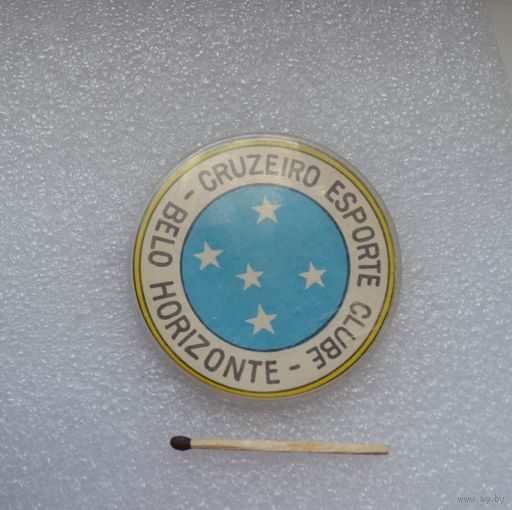 CRUZEIRO ESPORTE CLUBE -
BELO HORIZONTE -
www.ay.by